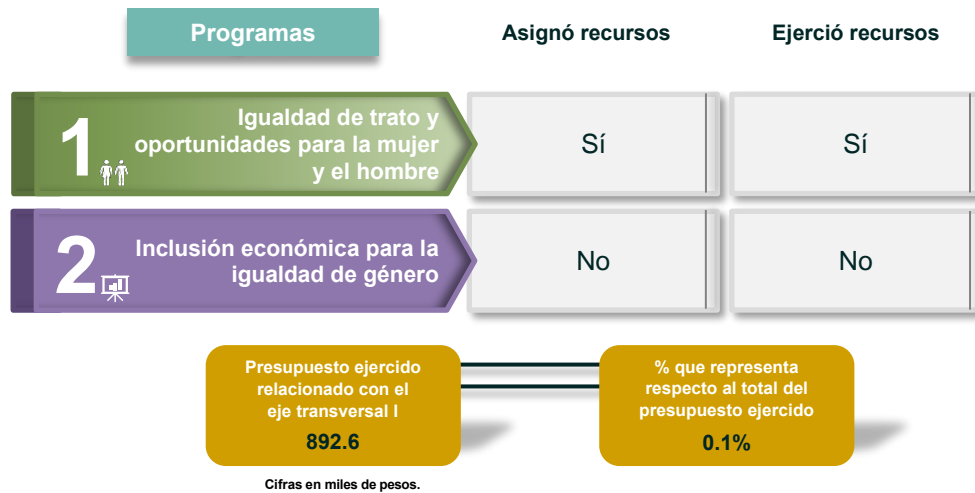 Programas
Asignó recursos
Ejerció recursos
1
Igualdad de trato y
oportunidades para la mujer
y el hombre
Sí
Sí
2
Inclusión económica para la
igualdad de género
No
No
Presupuesto ejercido
relacionado con el
eje transversal I
892.6
% que representa
respecto al total del
presupuesto ejercido
0.1%
Cifras en miles de pesos.